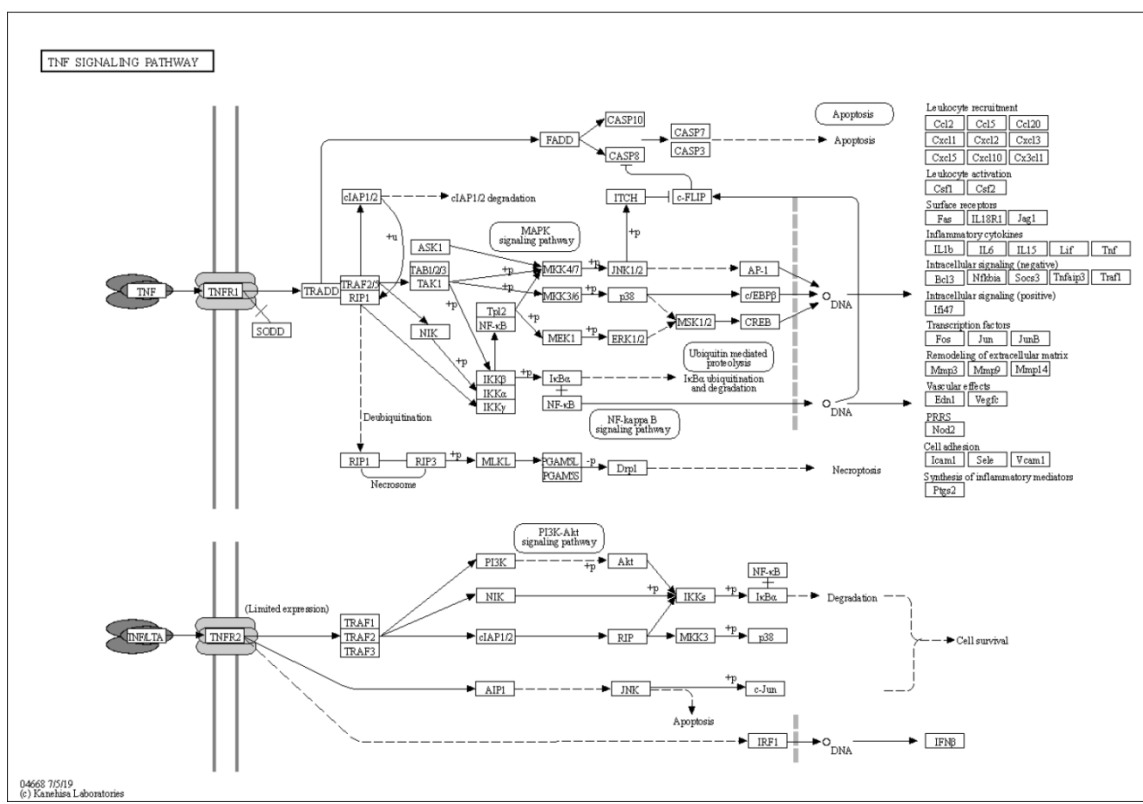 TNF SIGNALING PATHWAY
Apoptosis
CASP10
FADD
CASP7
CASP3
Apoptosis
CASP8
cIAP1/2
cIAP1/2 degradation
ITCH
c-FLIP
+u
MAPK
signaling pathway
+p
ASK1
TAB1/2/3
TAK1
+p
MKK4/7
+p
JNK1/2
AP-1
TNF
TNFR1
TRADD
TRAF2/5
RIP1
+p
MKK3/6
+p
p38
c/EBPβ
DNA
SODD
NIK
Tpl2
NF-κB
+p
MEK1
+p
ERK1/2
MSK1/2
CREB
+p
+p
Ubiquitin mediated
proteolysis
IKKβ
IKKα
IKKγ
+p
IκBα
IκBα ubiquitination
and degradation
NF-κB
DNA
NF-kappa B
signaling pathway
Deubiquitination
RIP1
RIP3
+p
MLKL
PGAM5L
PGAM5S
-p
Drp1
Necroptosis
Necrosome
Leukocyte recruitment
Ccl2 Ccl5 Ccl20
Cxcl1 Cxcl2 Cxcl3
Cxcl5 Cxcl10 Cx3cl1
Leukocyte activation
Csf1 Csf2
Surface receptors
Fas IL18R1 Jag1
Inflammatory cytokines
IL1b IL6 IL15 Lif Tnf
Intracellular signaling (negative)
Bcl3 Nfkbia Socs3 Tnfaip3 Traf1
Intracellular signaling (positive)
Ifi47
Transcription factors
Fos Jun JunB
Remodeling of extracellular matrix
Mmp3 Mmp9 Mmp14
Vascular effects
Edn1 Vegfc
PRRS
Nod2
Cell adhesion
Icam1 Sele Vcam1
Synthesis of inflammatory mediators
Ptgs2
PI3K-Akt
signaling pathway
PI3K
+p
Akt
NF-κB
NIK
+p
IKKs
+p
IκBα
Degradation
(Limited expression)
TNF/LTA
TNFR2
TRAF1
TRAF2
TRAF3
cIAP1/2
RIP
MKK3
+p
p38
Cell survival
AIP1
JNK
+p
c-Jun
Apoptosis
IRF1
DNA
IFNβ
04668 7/5/19
(c) Kanehisa Laboratories